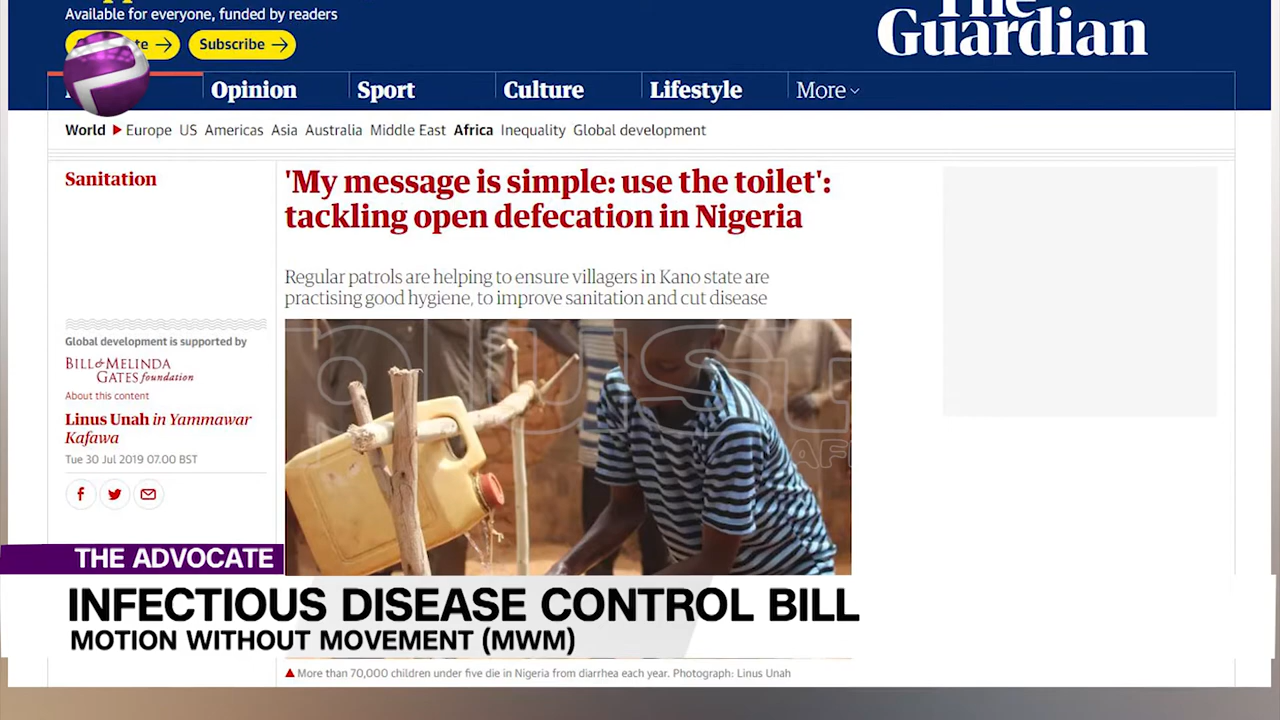 Available for everyone, funded by readers
Subscribe →
The
Guardian
Opinion
Sport
Culture
Lifestyle
More
World
Europe
US
Americas
Asia
Australia
Middle East
Africa
Inequality
Global development
Sanitation
'My message is simple: use the toilet':
tackling open defecation in Nigeria
Regular patrols are helping to ensure villagers in Kano state are
practising good hygiene, to improve sanitation and cut disease
Global development is supported by
BILL & MELINDA
GATES foundation
About this content
Linus Unah in Yammawar
Kafawa
Tue 30 Jul 2019 07.00 BST
plust
THE ADVOCATE
INFECTIOUS DISEASE CONTROL BILL
MOTION WITHOUT MOVEMENT (MWM)
More than 70,000 children under five die in Nigeria from diarrhea each year. Photograph: Linus Unah